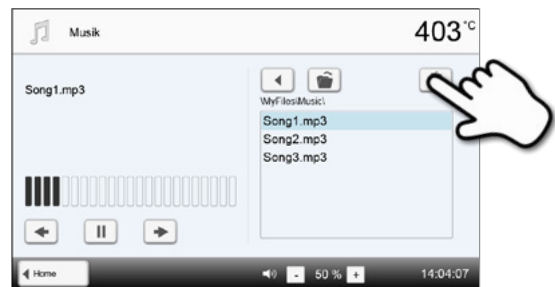 Musik
403 °C
Song1.mp3
\MyFiles\Music\
Song1.mp3
Song2.mp3
Song3.mp3
Home
- 50 % +
14:04:07